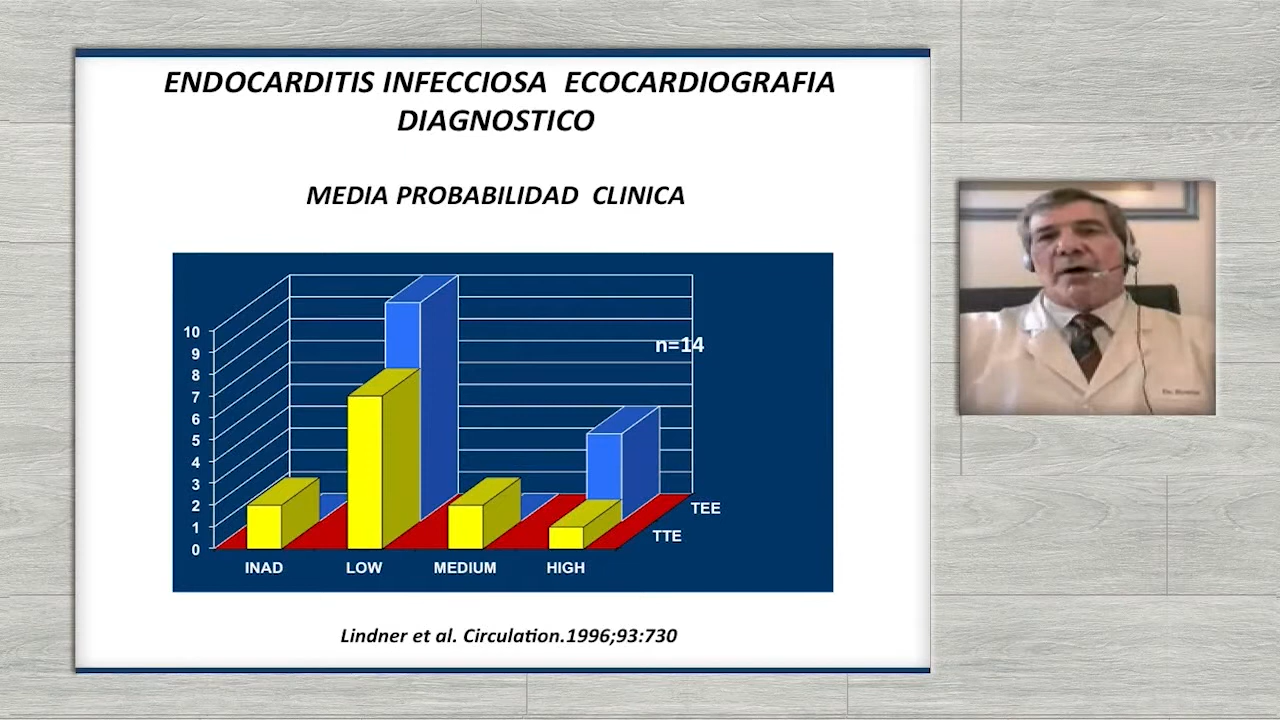 ENDOCARDITIS INFECCIOSA ECOCARDIOGRAFIA
DIAGNOSTICO
MEDIA PROBABILIDAD CLINICA
10
9
8
7
6
5
4
3
2
1
0
n=14
TEE
TTE
INAD LOW MEDIUM HIGH
Lindner et al. Circulation.1996;93:730